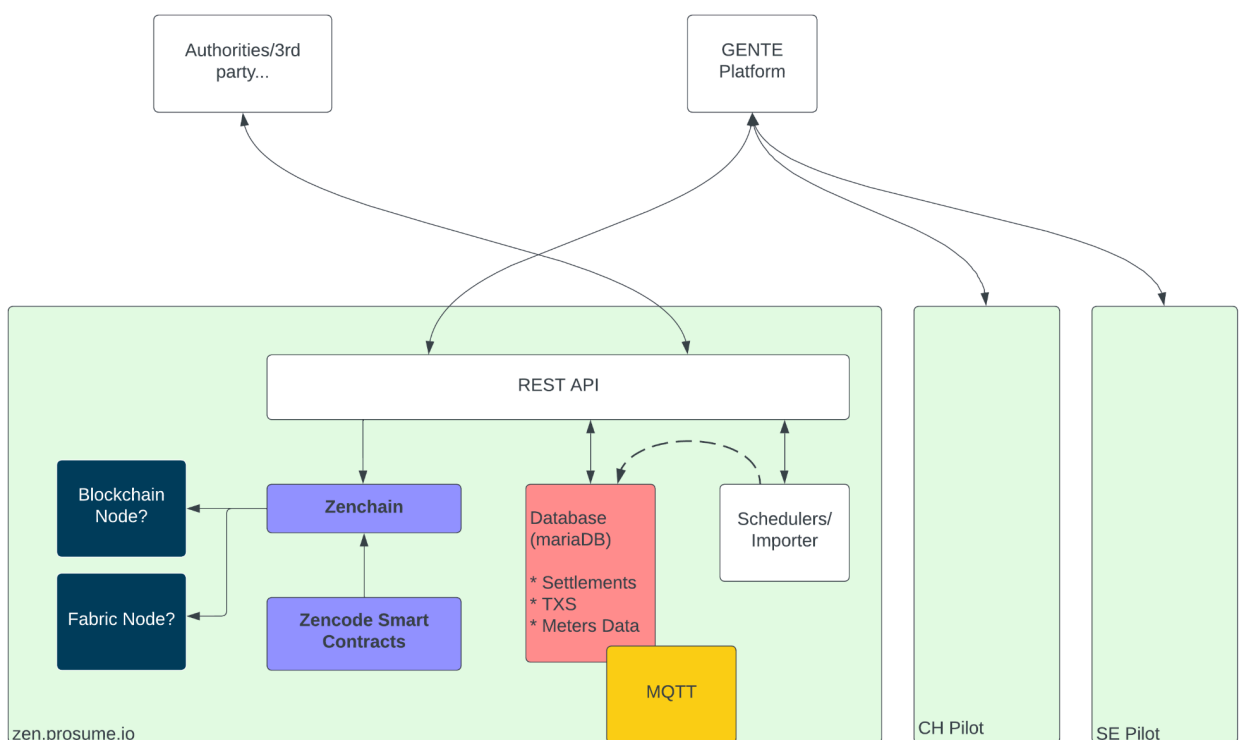 Authorities/3rd
party...
GENTE
Platform
REST API
Blockchain
Node?
Zenchain
Database
(mariaDB)
* Settlements
* TXS
* Meters Data
Schedulers/
Importer
Fabric Node?
Zencode Smart
Contracts
MQTT
zen.prosume.io
CH Pilot
SE Pilot